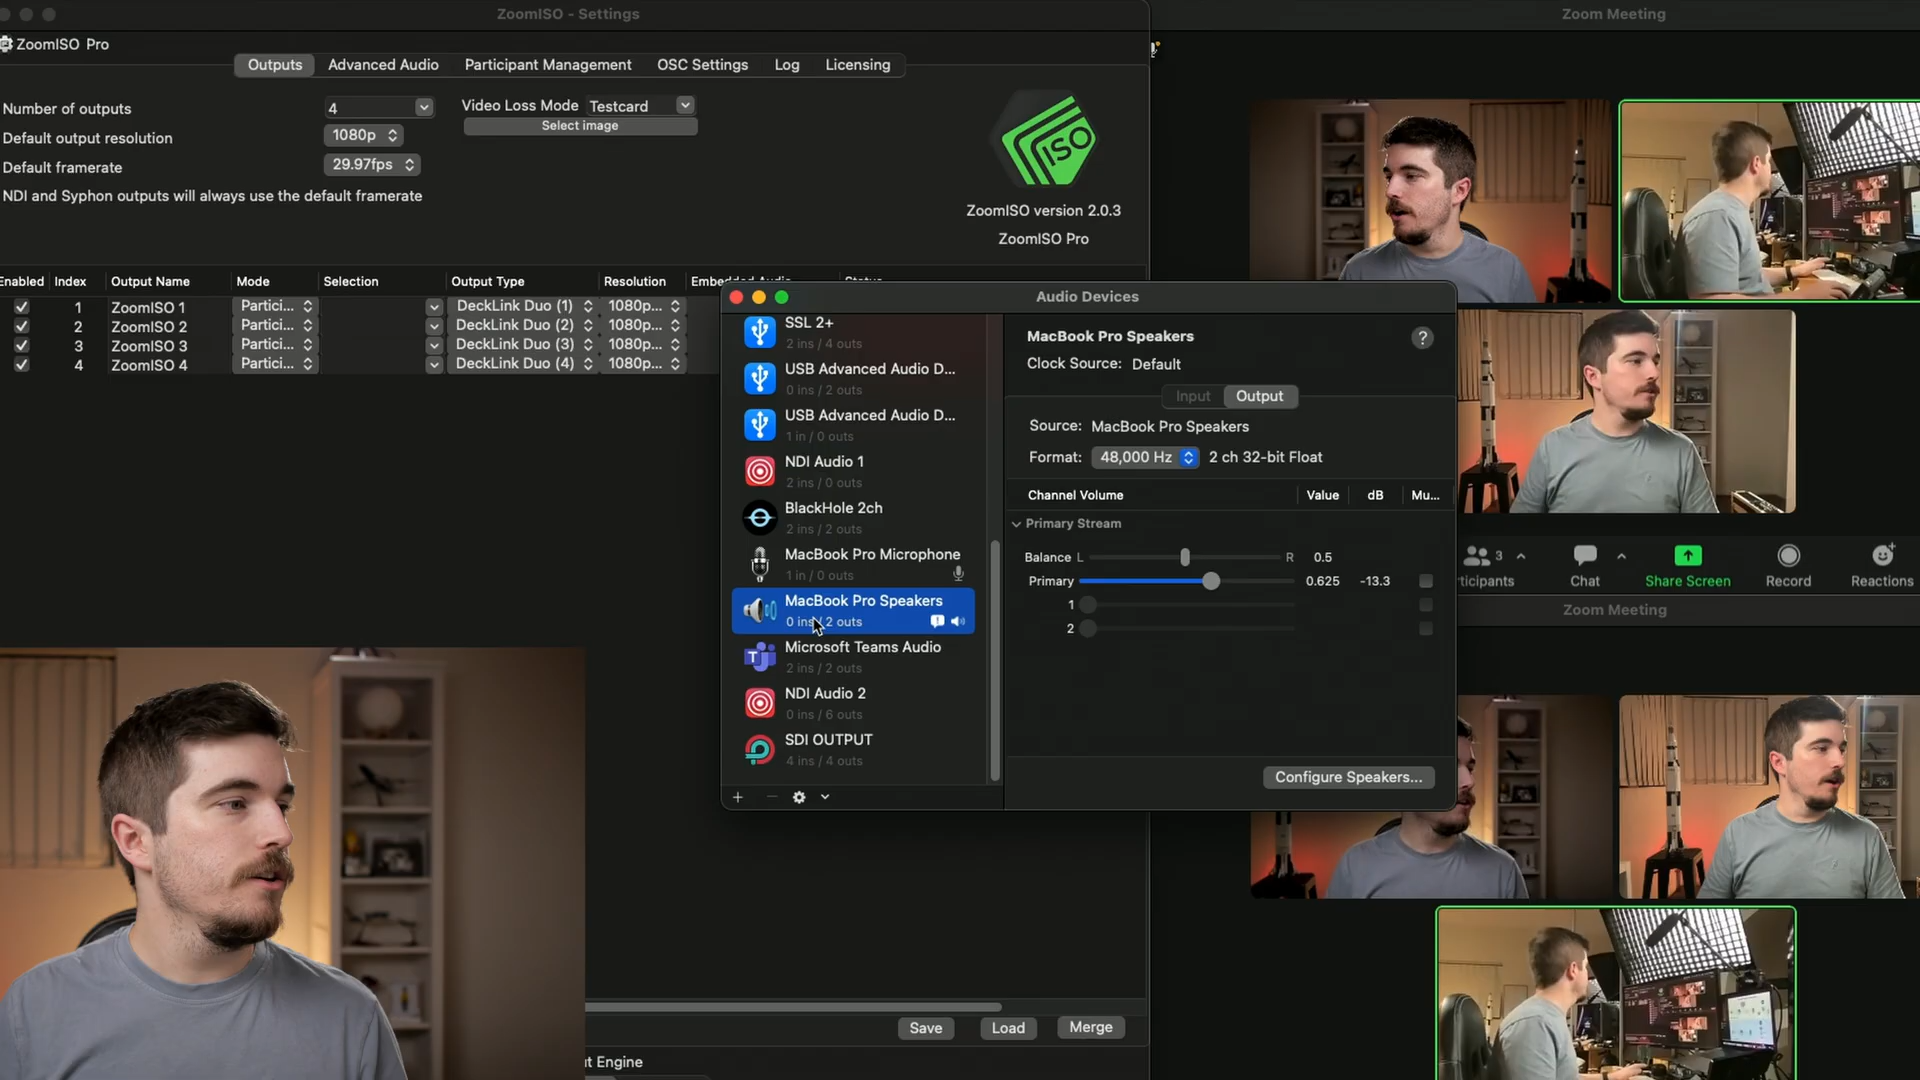 ZoomISO - Settings
ZoomISO Pro
Outputs
Advanced Audio
Participant Management
OSC Settings
Log
Licensing
Number of outputs
4
Video Loss Mode
Testcard
Select image
Default output resolution
1080p
Default framerate
29.97fps
NDI and Syphon outputs will always use the default framerate
ISO
ZoomISO version 2.0.3
ZoomISO Pro
Enabled Index Output Name Mode Selection Output Type Resolution Embedded Audio Status
1 ZoomISO 1 Partici... DeckLink Duo (1) 1080p...
2 ZoomISO 2 Partici... DeckLink Duo (2) 1080p...
3 ZoomISO 3 Partici... DeckLink Duo (3) 1080p...
4 ZoomISO 4 Partici... DeckLink Duo (4) 1080p...
Save
Load
Merge
t Engine
Audio Devices
SSL 2+
2 ins / 4 outs
USB Advanced Audio D...
0 ins / 2 outs
USB Advanced Audio D...
1 in / 0 outs
NDI Audio 1
2 ins / 0 outs
BlackHole 2ch
2 ins / 2 outs
MacBook Pro Microphone
1 in / 0 outs
MacBook Pro Speakers
0 ins / 2 outs
Microsoft Teams Audio
2 ins / 2 outs
NDI Audio 2
0 ins / 6 outs
SDI OUTPUT
4 ins / 4 outs
MacBook Pro Speakers
?
Clock Source: Default
Input
Output
Source: MacBook Pro Speakers
Format: 48,000 Hz 2 ch 32-bit Float
Channel Volume Value dB Mu...
Primary Stream
Balance L R 0.5
Primary 0.625 -13.3
1
2
Configure Speakers...
Zoom Meeting
3
rticipants
Chat
Share Screen
Record
Reactions
Zoom Meeting